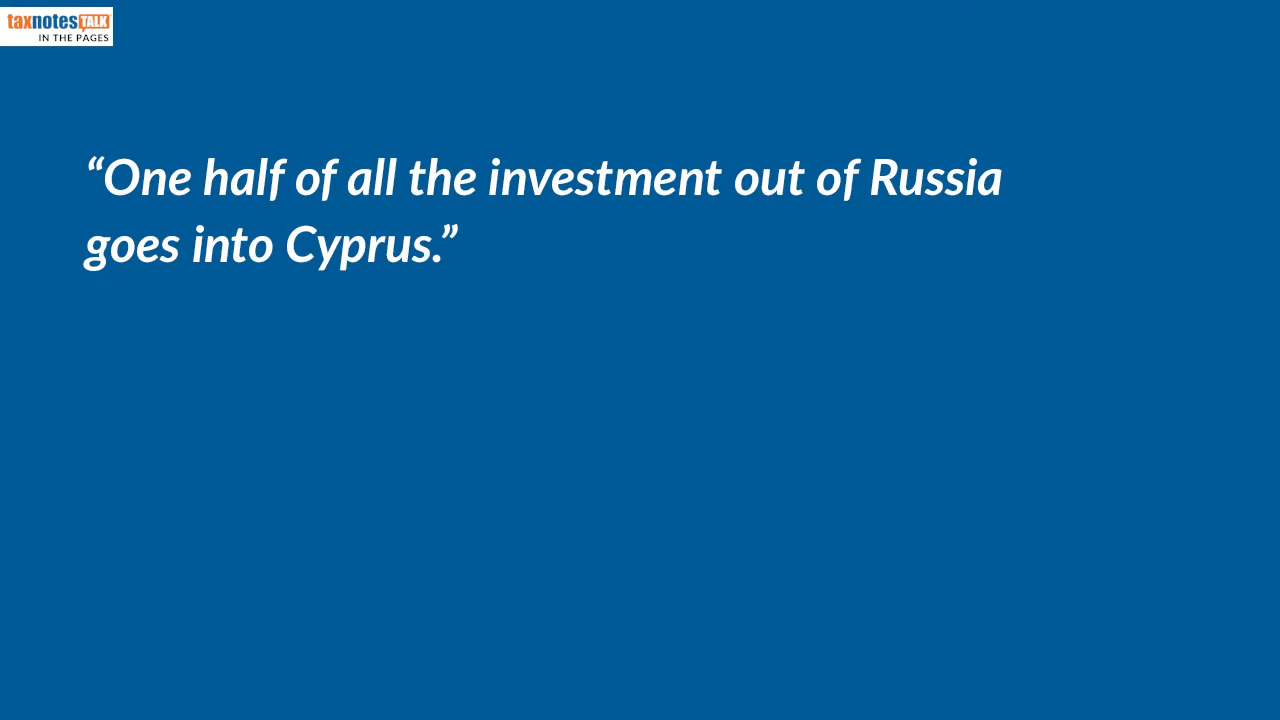 taxnotes TALK
IN THE PAGES
“One half of all the investment out of Russia
goes into Cyprus.”